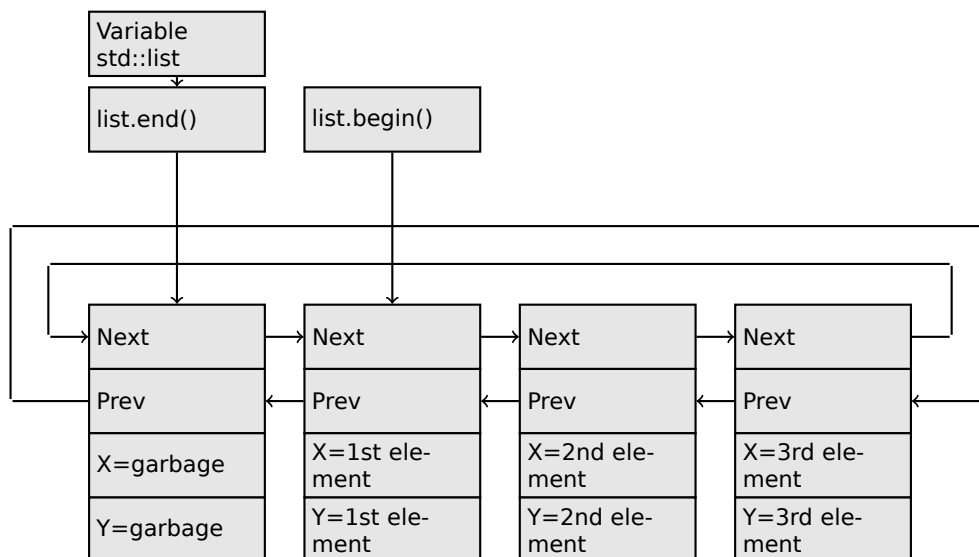 Variable
std::list
list.end()
list.begin()
Next
Next
Next
Next
Prev
Prev
Prev
Prev
X=garbage
X=1st ele-
ment
X=2nd ele-
ment
X=3rd ele-
ment
Y=garbage
Y=1st ele-
ment
Y=2nd ele-
ment
Y=3rd ele-
ment